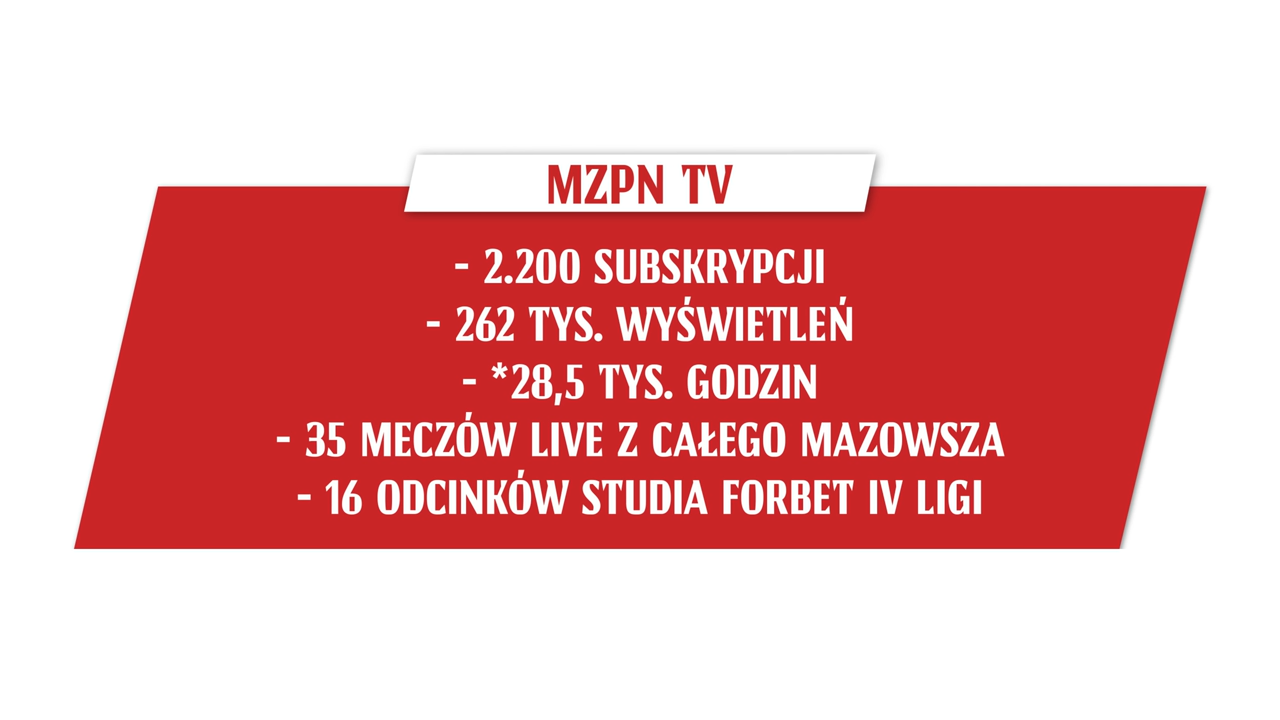 MZPN TV
- 2.200 SUBSKRYPCJI
- 262 TYS. WYŚWIETLEŃ
- *28,5 TYS. GODZIN
- 35 MECZÓW LIVE Z CAŁEGO MAZOWSZA
- 16 ODCINKÓW STUDIA FORBET IV LIGI